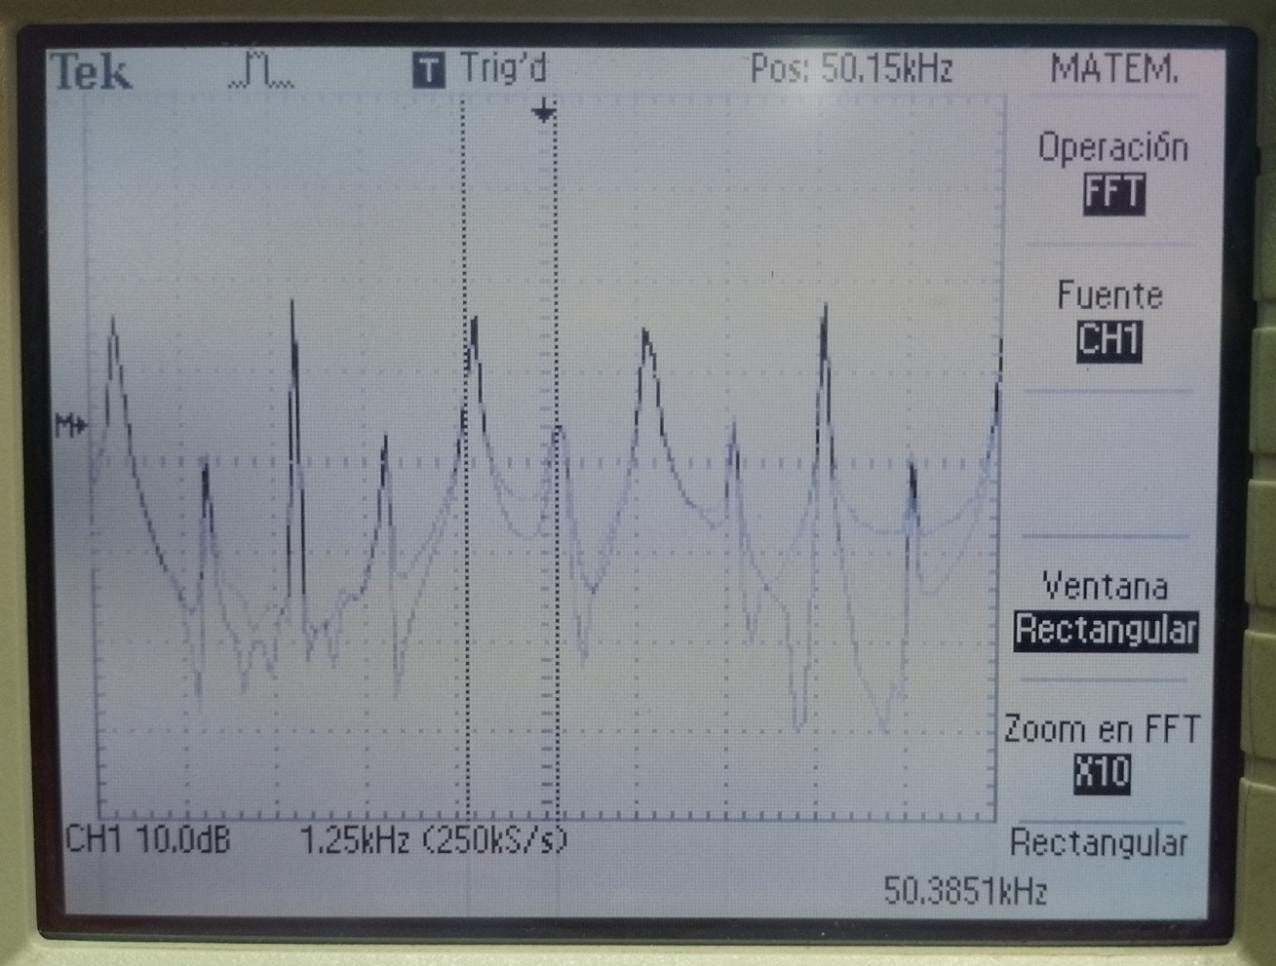 Tek
T Trig'd
Pos: 50.15kHz
MATEM.
Operación
FFT
Fuente
CH1
M
Ventana
Rectangular
Zoom en FFT
X10
CH1 10.0dB
1.25kHz (250kS/s)
Rectangular
50.3851kHz